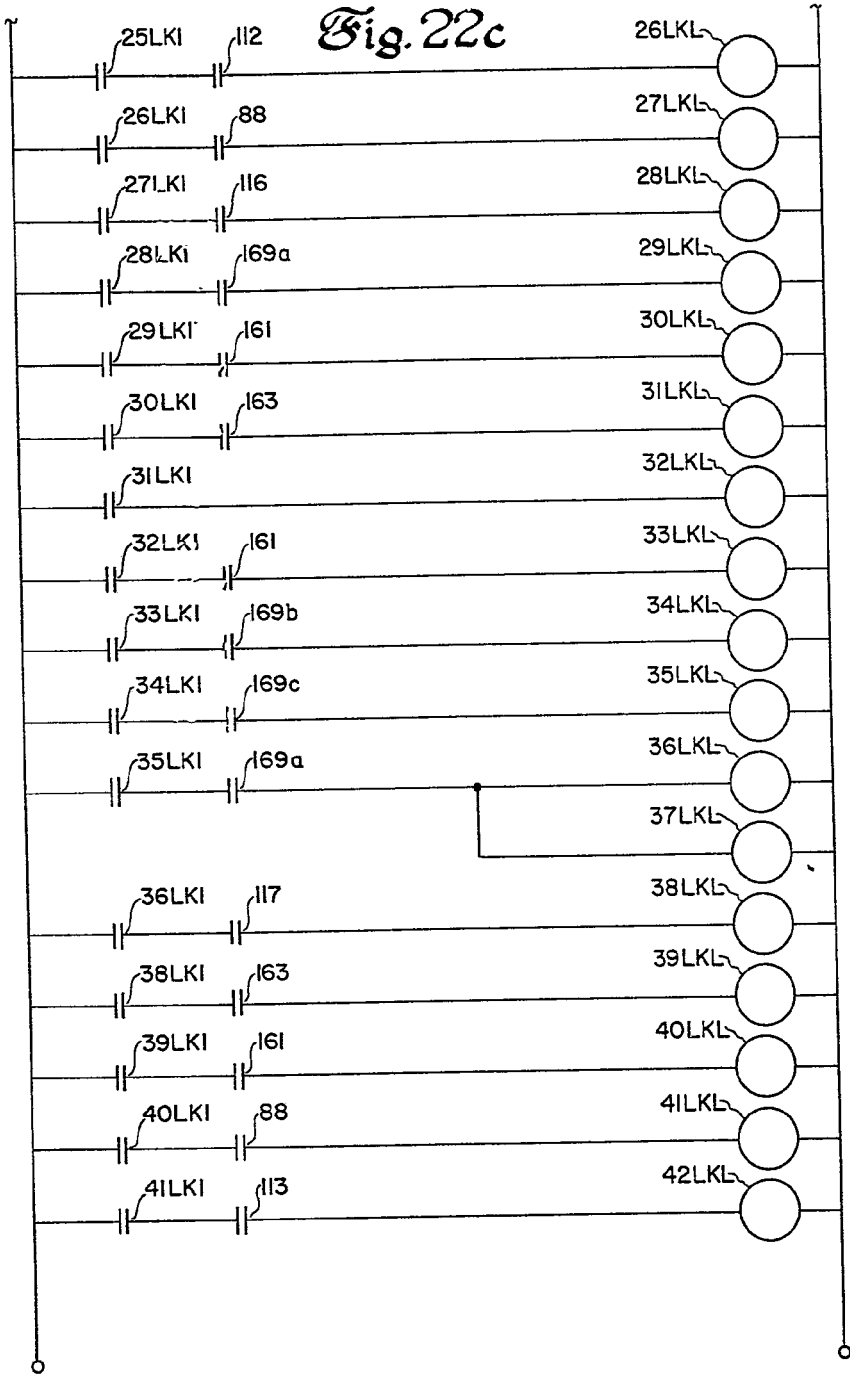 Fig. 22c
25LK1 112 26LKL
26LK1 88 27LKL
27LK1 116 28LKL
28LK1 169a 29LKL
29LK1 161 30LKL
30LK1 163 31LKL
31LK1 32LKL
32LK1 161 33LKL
33LK1 169b 34LKL
34LK1 169c 35LKL
35LK1 169a 36LKL
37LKL
36LK1 117 38LKL
38LK1 163 39LKL
39LK1 161 40LKL
40LK1 88 41LKL
41LK1 113 42LKL